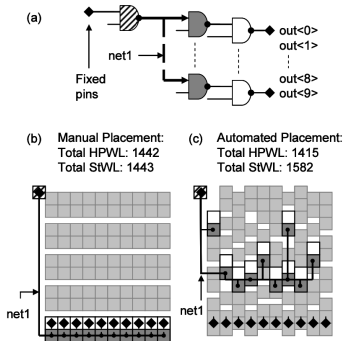 (a)
out<0>
out<1>
net1
Fixed
pins
out<8>
out<9>
(b) Manual Placement:
Total HPWL: 1442
Total StWL: 1443
(c) Automated Placement:
Total HPWL: 1415
Total StWL: 1582
net1
net1